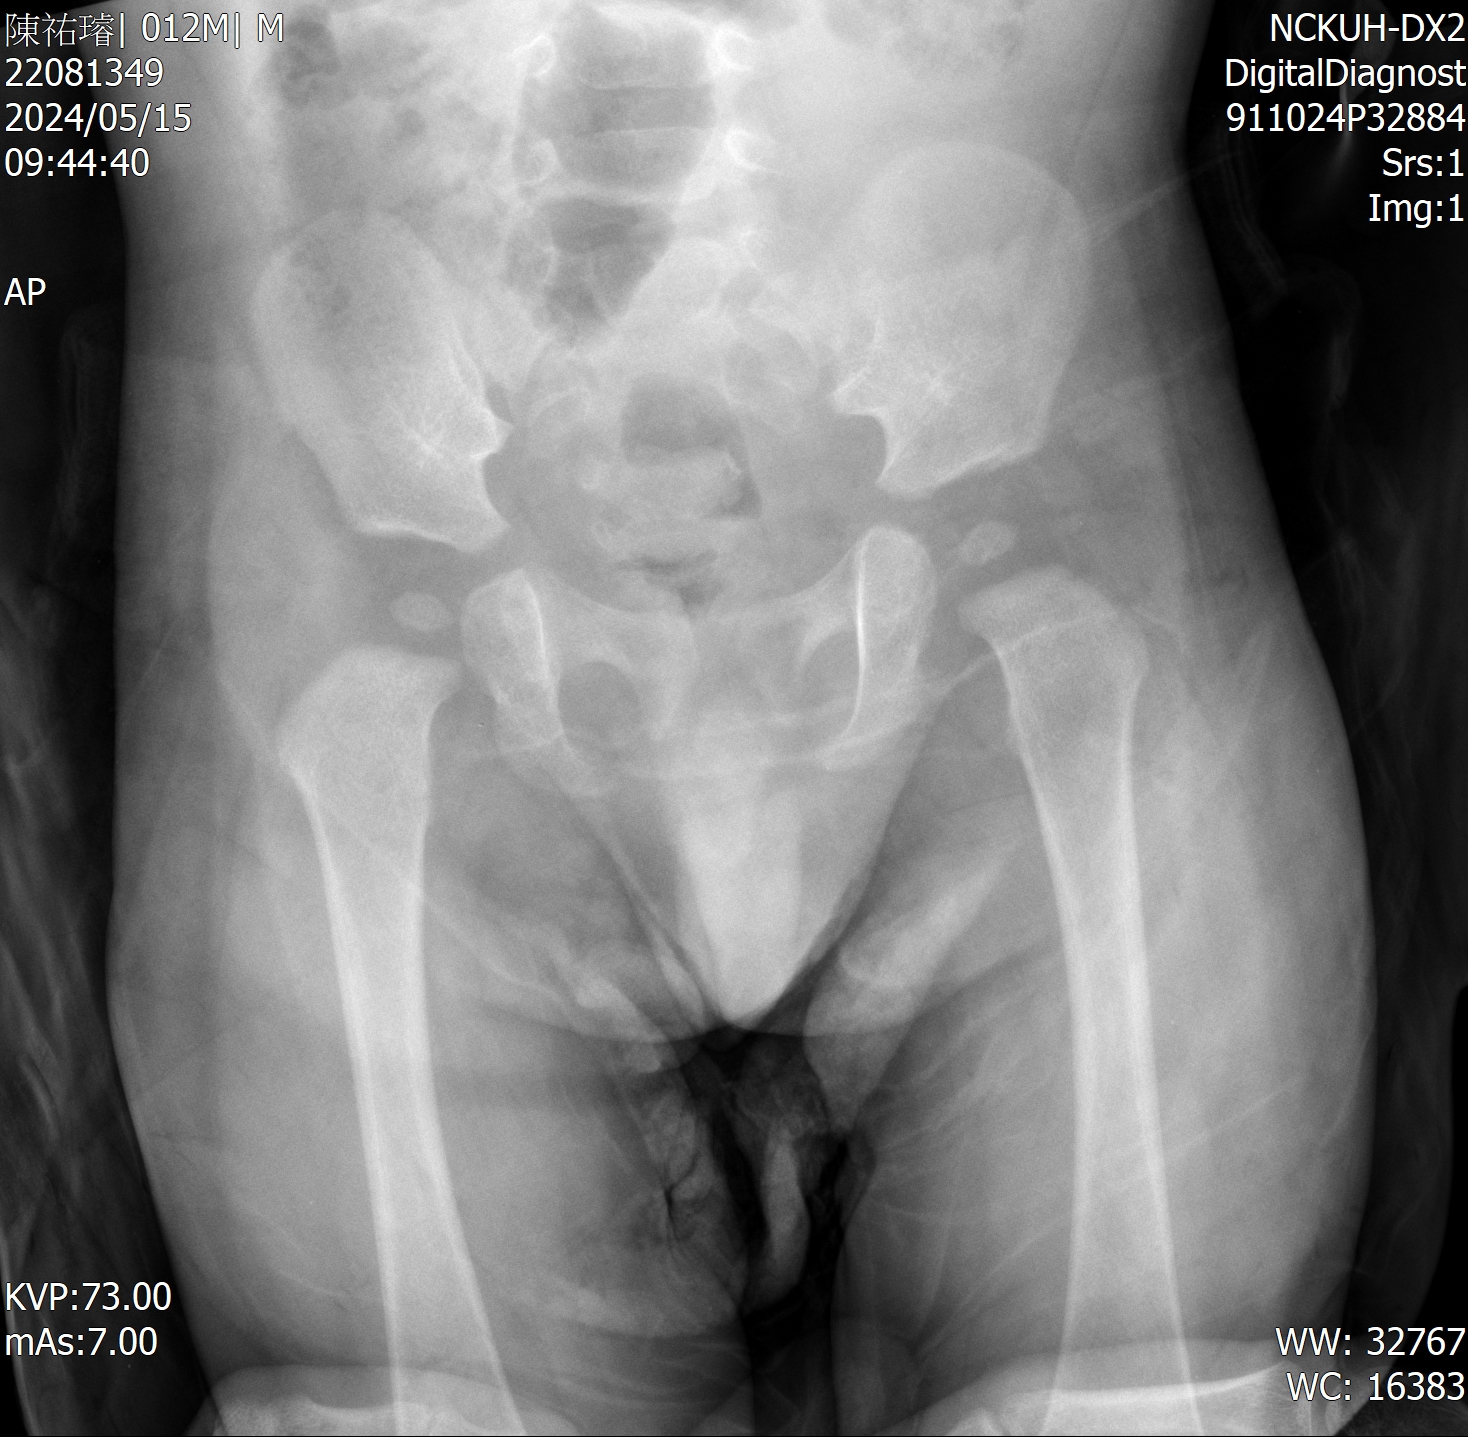 陳祐璿| 012M| M
22081349
2024/05/15
09:44:40
AP
NCKUH-DX2
DigitalDiagnost
911024P32884
Srs:1
Img:1
KVP:73.00
mAs:7.00
WW: 32767
WC: 16383